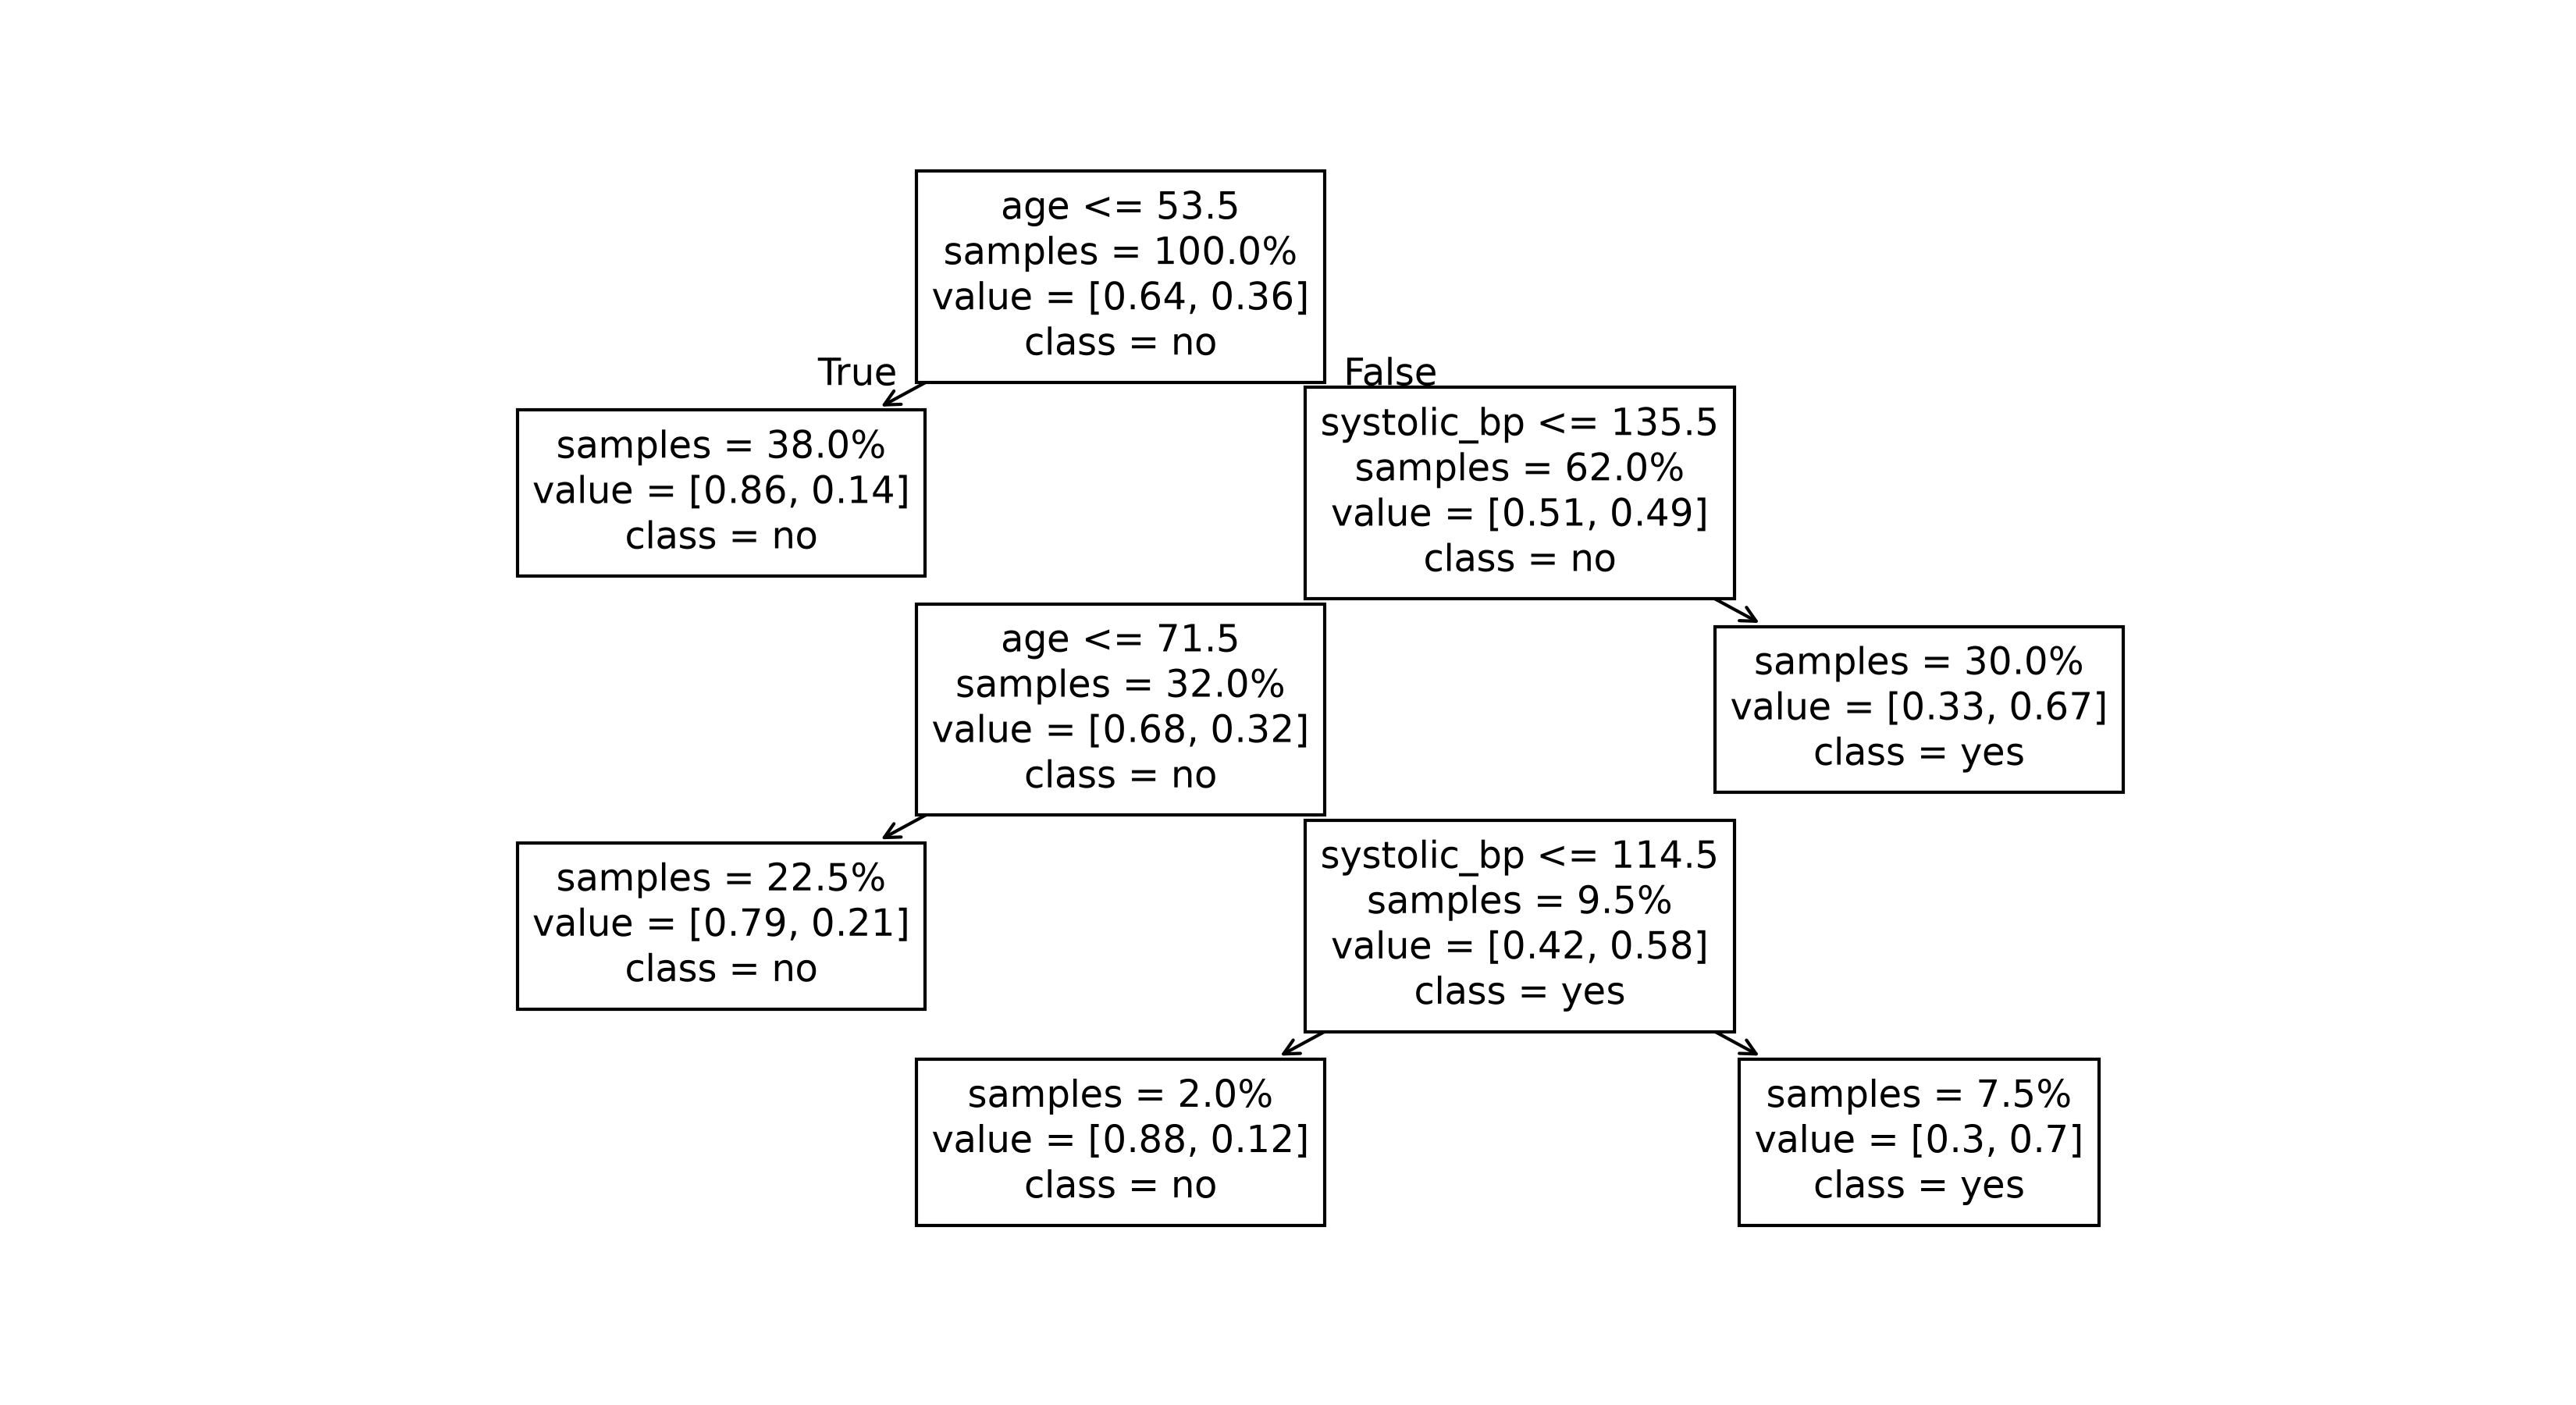 age <= 53.5
samples = 100.0%
value = [0.64, 0.36]
class = no
True
False
samples = 38.0%
value = [0.86, 0.14]
class = no
systolic_bp <= 135.5
samples = 62.0%
value = [0.51, 0.49]
class = no
age <= 71.5
samples = 32.0%
value = [0.68, 0.32]
class = no
samples = 30.0%
value = [0.33, 0.67]
class = yes
samples = 22.5%
value = [0.79, 0.21]
class = no
systolic_bp <= 114.5
samples = 9.5%
value = [0.42, 0.58]
class = yes
samples = 2.0%
value = [0.88, 0.12]
class = no
samples = 7.5%
value = [0.3, 0.7]
class = yes